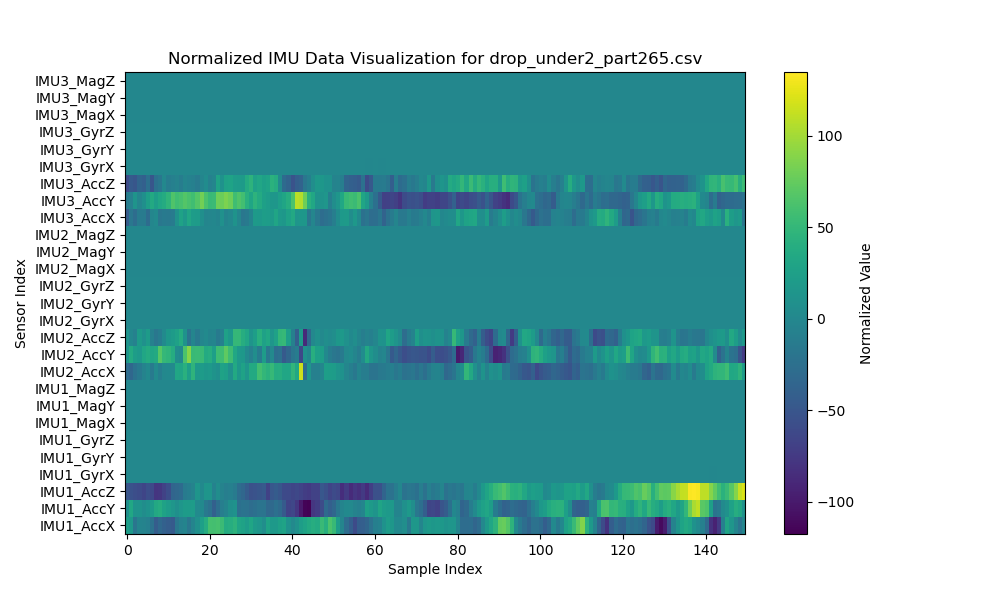 Normalized IMU Data Visualization for drop_under2_part265.csv
IMU3_MagZ
IMU3_MagY
IMU3_MagX
IMU3_GyrZ
IMU3_GyrY
IMU3_GyrX
IMU3_AccZ
IMU3_AccY
IMU3_AccX
IMU2_MagZ
IMU2_MagY
IMU2_MagX
IMU2_GyrZ
IMU2_GyrY
IMU2_GyrX
IMU2_AccZ
IMU2_AccY
IMU2_AccX
IMU1_MagZ
IMU1_MagY
IMU1_MagX
IMU1_GyrZ
IMU1_GyrY
IMU1_GyrX
IMU1_AccZ
IMU1_AccY
IMU1_AccX
Sensor Index
0 20 40 60 80 100 120 140
Sample Index
100
50
0
−50
−100
Normalized Value